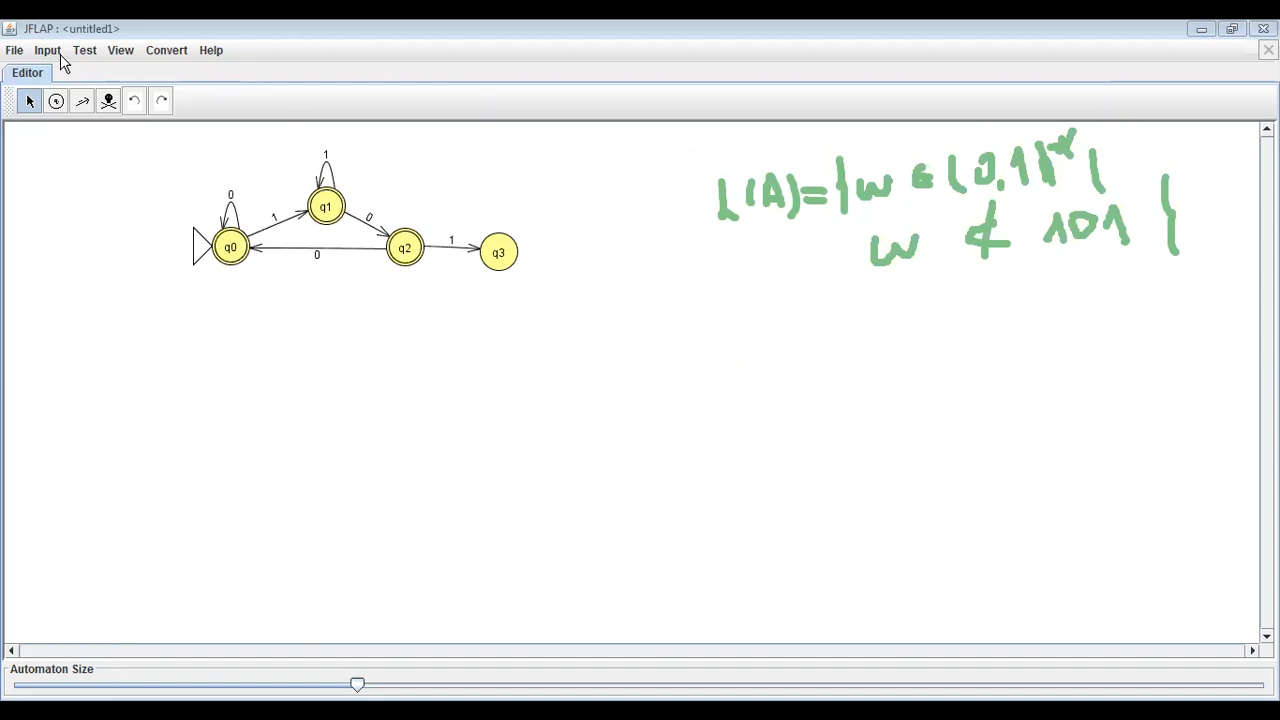 JFLAP : <untitled1>
File Input Test View Convert Help
Editor
1
0
q1
1
0
q0
q2
1
q3
0
L(A)={w ∈ {0,1}* |
w ⊄ 101 }
Automaton Size